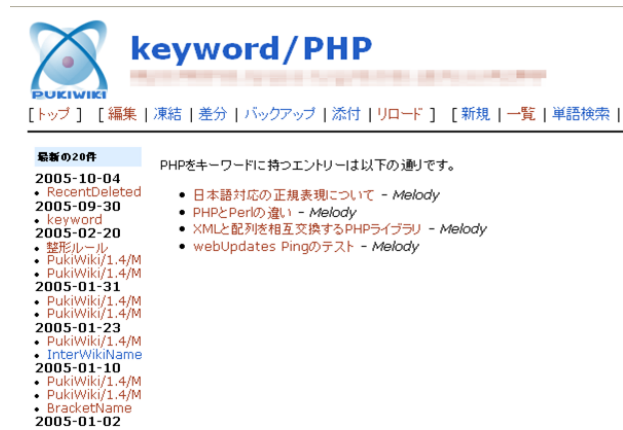 keyword/PHP
PUKIWIKI
[トップ] [編集 | 凍結 | 差分 | バックアップ | 添付 | リロード] [新規 | 一覧 | 単語検索 |
最新の20件
2005-10-04
• RecentDeleted
2005-09-30
• keyword
2005-02-20
• 整形ルール
• PukiWiki/1.4/M
• PukiWiki/1.4/M
2005-01-31
• PukiWiki/1.4/M
• PukiWiki/1.4/M
2005-01-23
• PukiWiki/1.4/M
• InterWikiName
2005-01-10
• PukiWiki/1.4/M
• PukiWiki/1.4/M
• BracketName
2005-01-02
PHPをキーワードに持つエントリーは以下の通りです。
• 日本語対応の正規表現について - Melody
• PHPとPerlの違い - Melody
• XMLと配列を相互交換するPHPライブラリ - Melody
• webUpdates Pingのテスト - Melody